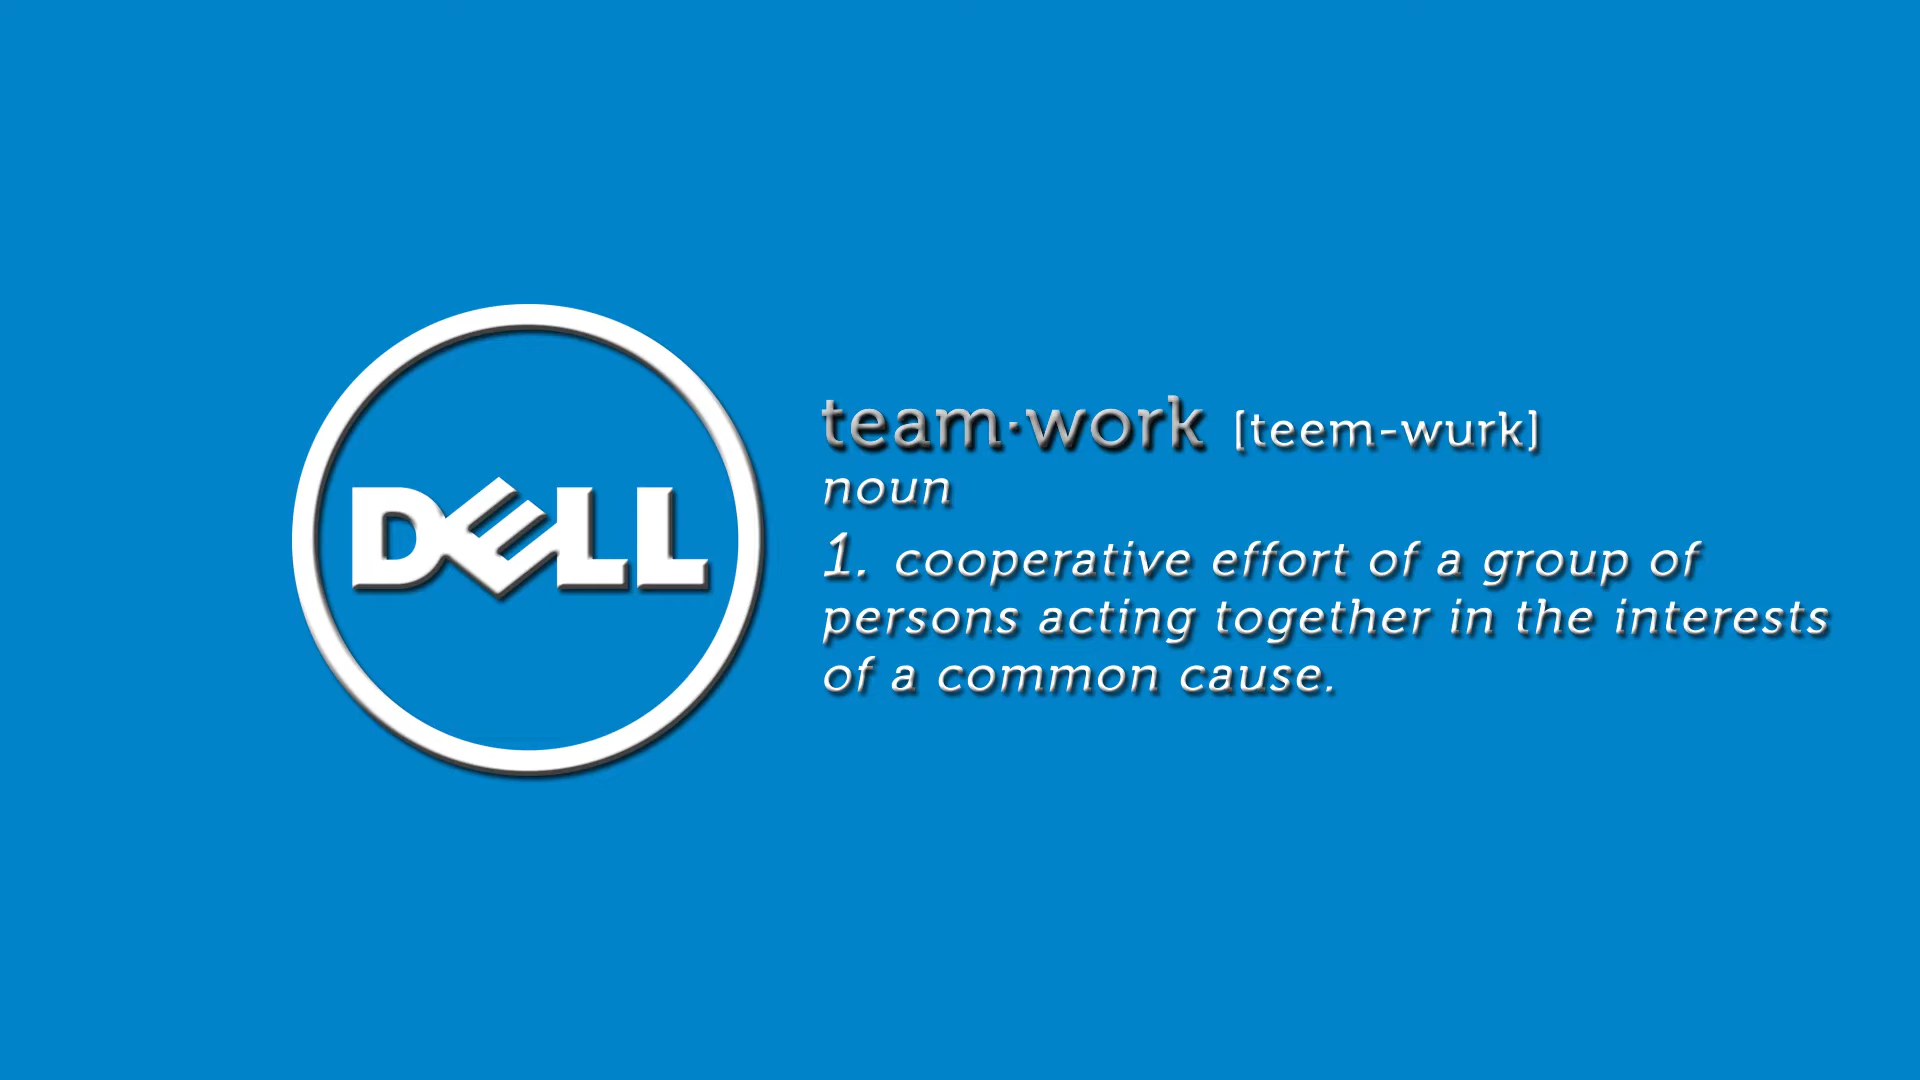 DELL
team·work [teem-wurk]
noun
1. cooperative effort of a group of
persons acting together in the interests
of a common cause.